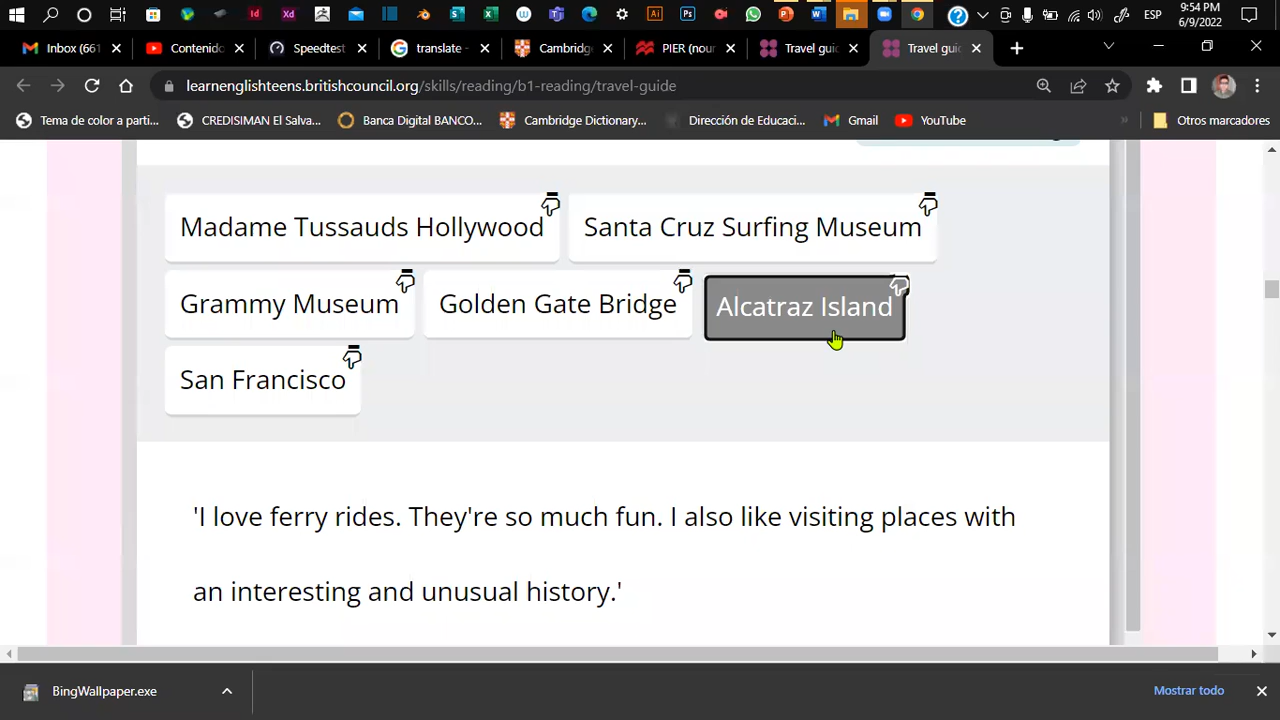 9:54 PM
ESP
6/9/2022
Inbox (661
Contenido
Speedtest
translate -
Cambridg
PIER (nour
Travel guid
Travel guid
learnenglishteens.britishcouncil.org/skills/reading/b1-reading/travel-guide
Tema de color a parti...
CREDISIMAN El Salva...
Banca Digital BANCO...
Cambridge Dictionary...
Dirección de Educaci...
Gmail
YouTube
»
Otros marcadores
Madame Tussauds Hollywood
Santa Cruz Surfing Museum
Grammy Museum
Golden Gate Bridge
Alcatraz Island
San Francisco
'I love ferry rides. They're so much fun. I also like visiting places with
an interesting and unusual history.'
BingWallpaper.exe
Mostrar todo